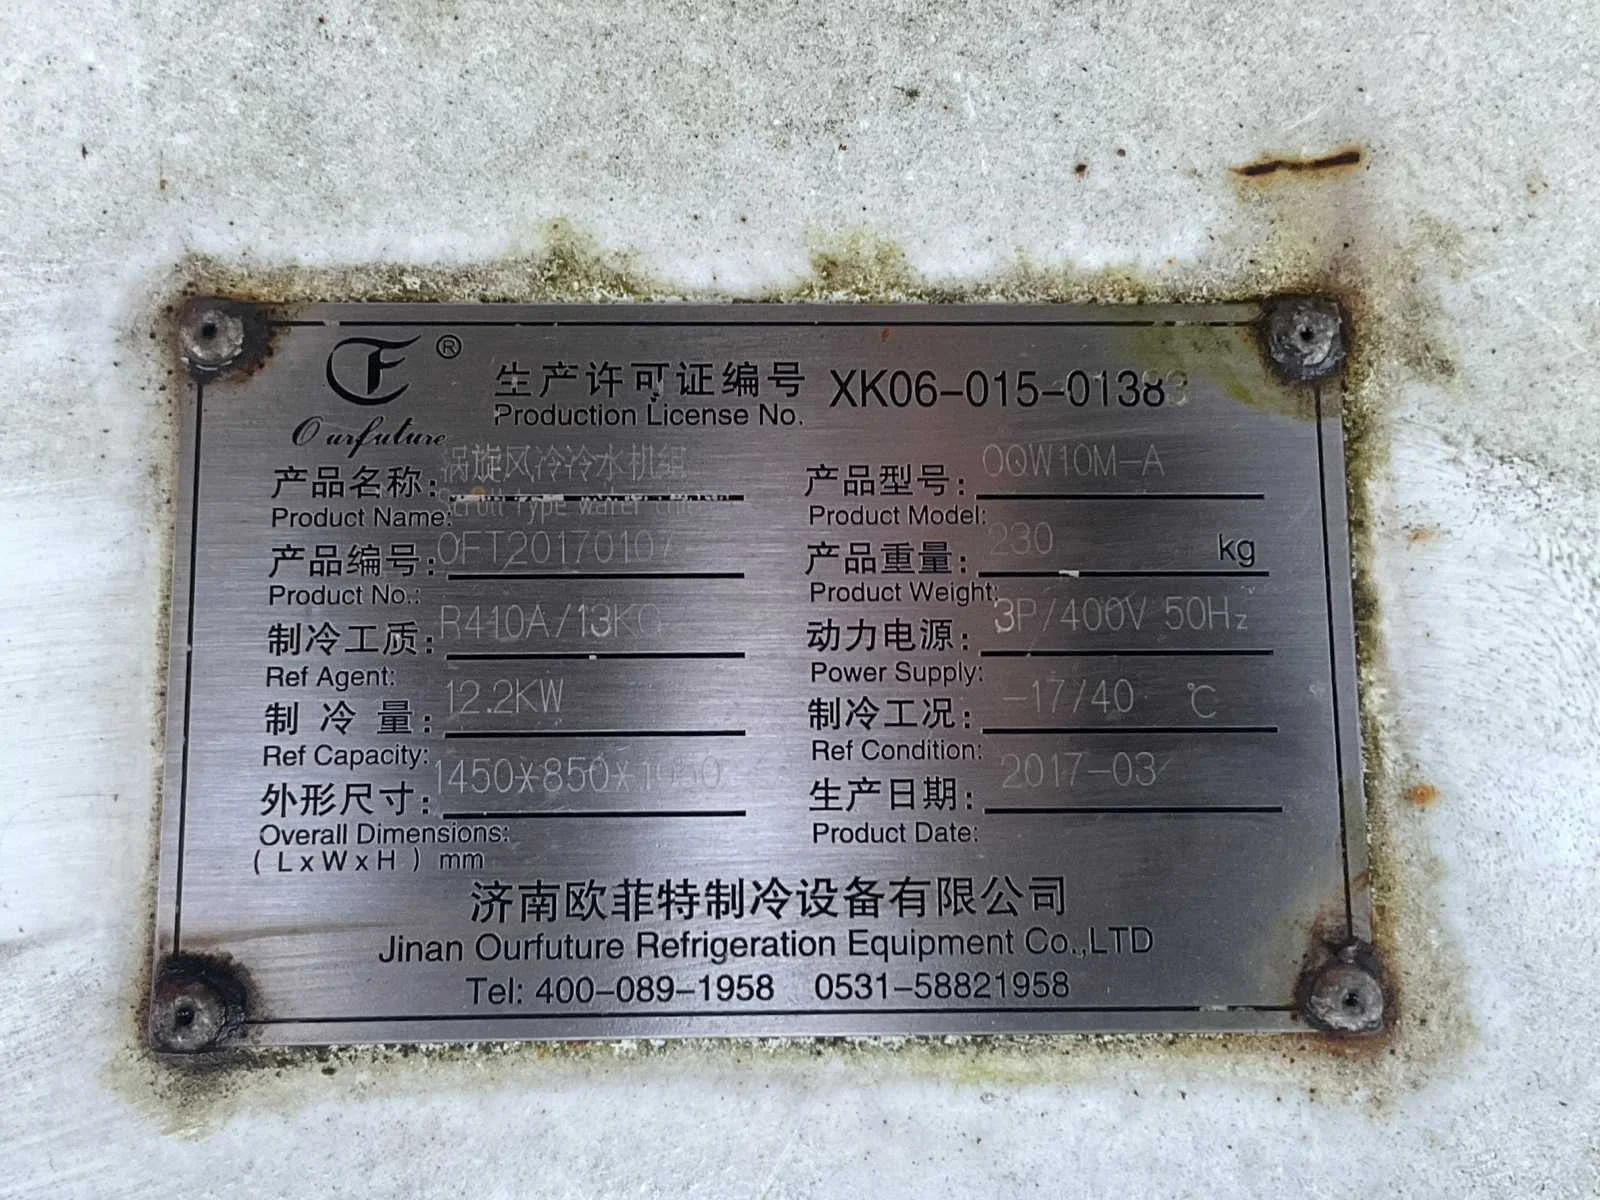 ®
Ourfuture
生产许可证编号 XK06-015-0138
Production License No.
产品名称: 涡旋风冷冷水机组
Product Name: Type water
产品型号: OQW10M-A
Product Model:
产品编号: OFT20170107
Product No.:
产品重量: 230 kg
Product Weight:
制冷工质: R410A/13KG
Ref Agent:
动力电源: 3P/400V 50Hz
Power Supply:
制 冷 量: 12.2KW
Ref Capacity:
制冷工况: -17/40 ℃
Ref Condition:
外形尺寸: 1450*850*
Overall Dimensions:
( L x W x H ) mm
生产日期: 2017-03
Product Date:
济南欧菲特制冷设备有限公司
Jinan Ourfuture Refrigeration Equipment Co.,LTD
Tel: 400-089-1958 0531-58821958